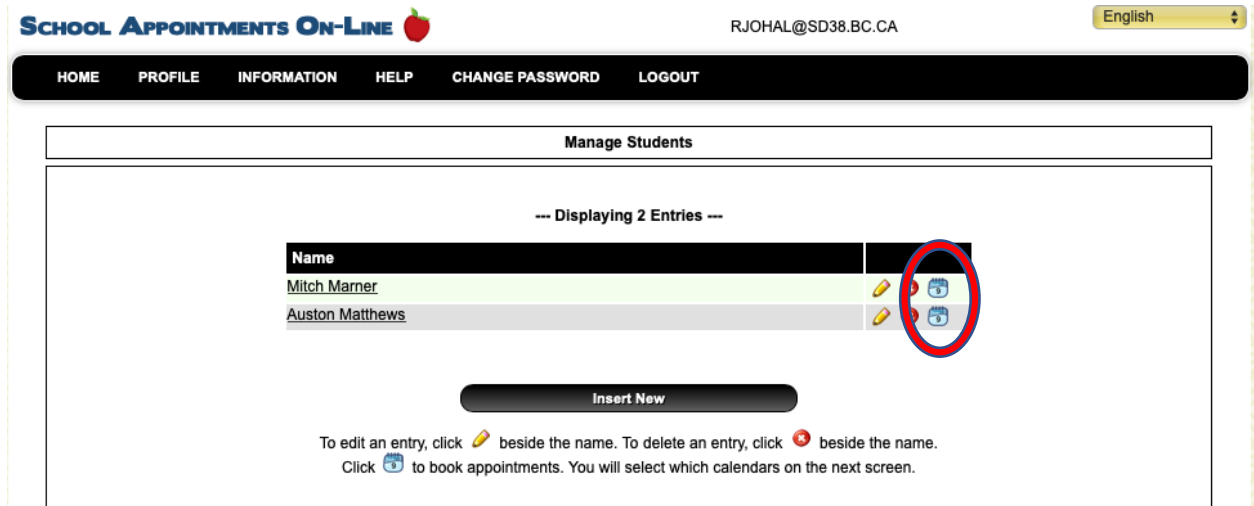 SCHOOL APPOINTMENTS ON-LINE
RJOHAL@SD38.BC.CA
English
HOME PROFILE INFORMATION HELP CHANGE PASSWORD LOGOUT
Manage Students
--- Displaying 2 Entries ---
Name
Mitch Marner
Auston Matthews
Insert New
To edit an entry, click beside the name. To delete an entry, click beside the name.
Click to book appointments. You will select which calendars on the next screen.